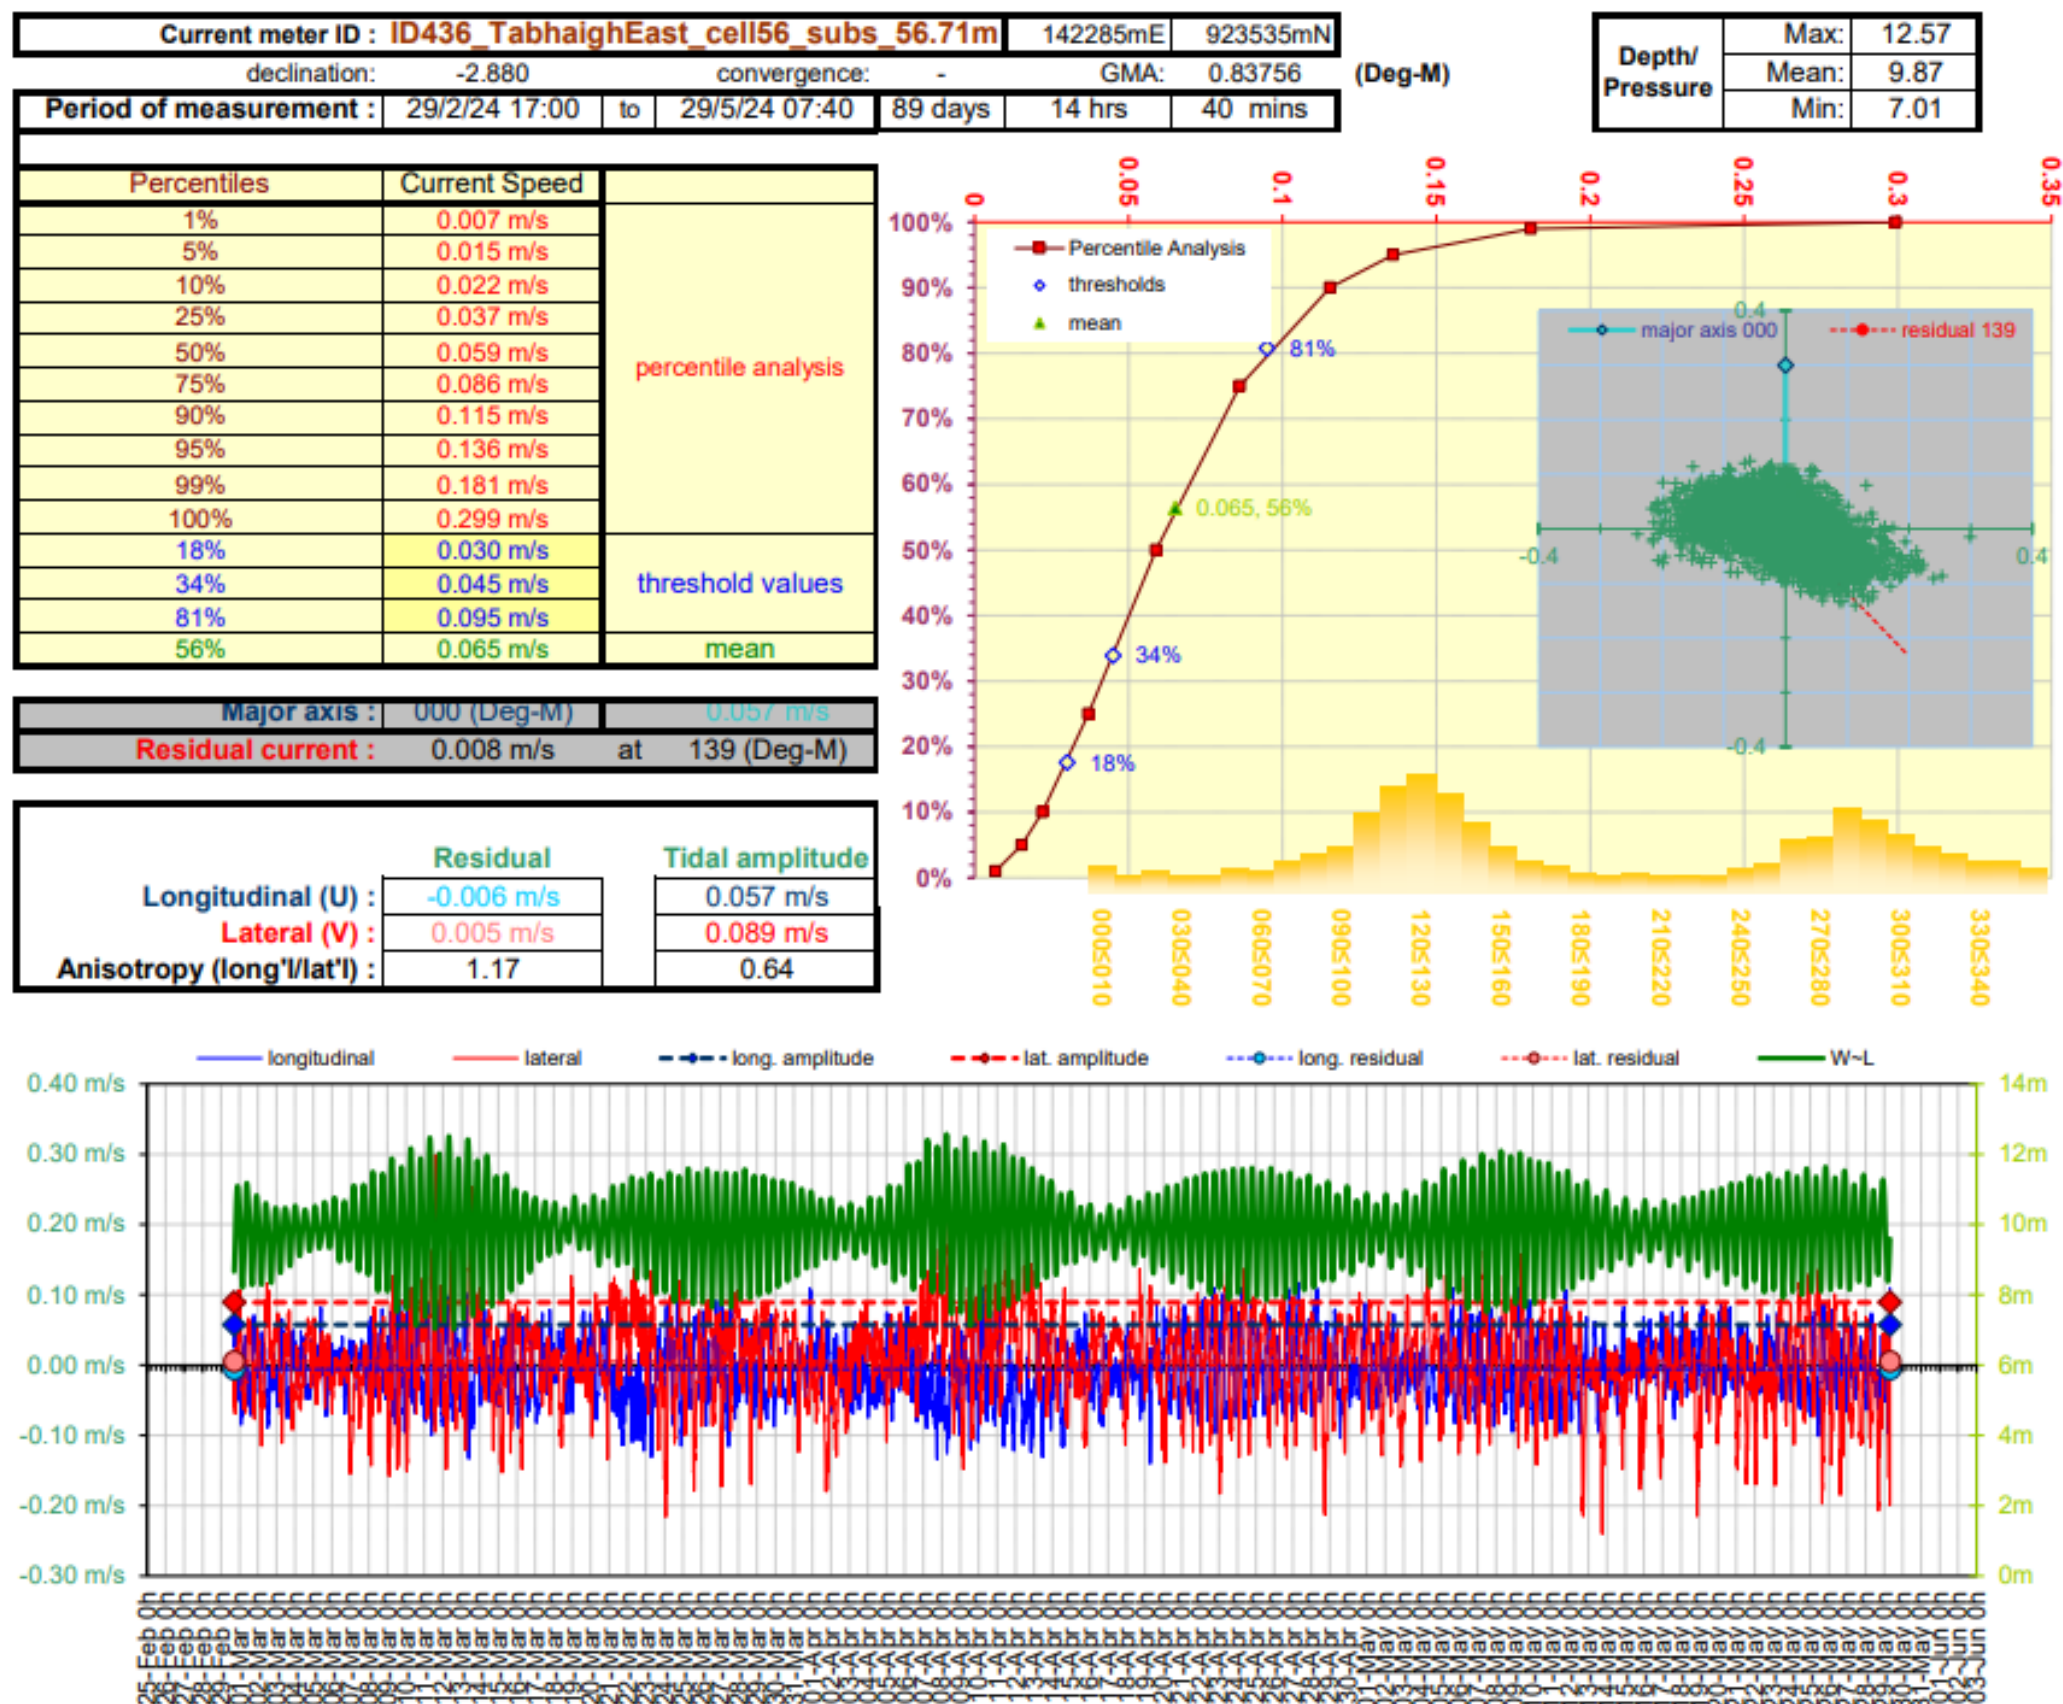 Current meter ID : ID436_TabhaighEast_cell56_subs_56.71m 142285mE 923535mN
declination: -2.880 convergence: - GMA: 0.83756 (Deg-M)
Period of measurement : 29/2/24 17:00 to 29/5/24 07:40 89 days 14 hrs 40 mins
Depth/ Pressure
Max: 12.57
Mean: 9.87
Min: 7.01
Percentiles Current Speed
1% 0.007 m/s
5% 0.015 m/s
10% 0.022 m/s
25% 0.037 m/s
50% 0.059 m/s
75% 0.086 m/s
90% 0.115 m/s
95% 0.136 m/s
99% 0.181 m/s
100% 0.299 m/s
percentile analysis
18% 0.030 m/s
34% 0.045 m/s
81% 0.095 m/s
threshold values
56% 0.065 m/s mean
Major axis : 000 (Deg-M) 0.057 m/s
Residual current : 0.008 m/s at 139 (Deg-M)
Residual Tidal amplitude
Longitudinal (U) : -0.006 m/s 0.057 m/s
Lateral (V) : 0.005 m/s 0.089 m/s
Anisotropy (long'l/lat'l) : 1.17 0.64
0 0.05 0.1 0.15 0.2 0.25 0.3 0.35
100%
90%
80%
70%
60%
50%
40%
30%
20%
10%
0%
Percentile Analysis
thresholds
mean
81%
0.065, 56%
34%
18%
0.4
major axis 000 residual 139
-0.4 0.4
-0.4
000≤010 030≤040 060≤070 090≤100 120≤130 150≤160 180≤190 210≤220 240≤250 270≤280 300≤310 330≤340
longitudinal lateral long. amplitude lat. amplitude long. residual lat. residual W~L
0.40 m/s 14m
0.30 m/s 12m
0.20 m/s 10m
0.10 m/s 8m
0.00 m/s 6m
-0.10 m/s 4m
-0.20 m/s 2m
-0.30 m/s 0m